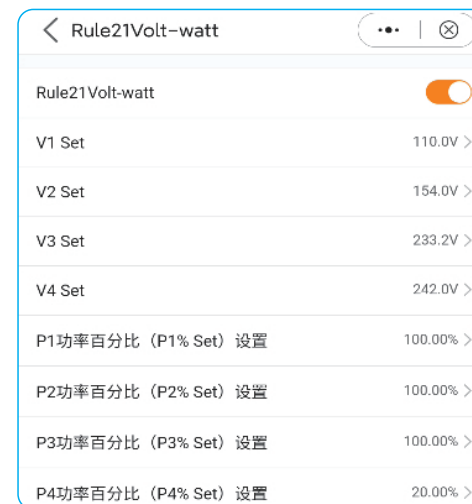 Rule21Volt-watt
Rule21Volt-watt
V1 Set 110.0V
V2 Set 154.0V
V3 Set 233.2V
V4 Set 242.0V
P1功率百分比（P1% Set）设置 100.00%
P2功率百分比（P2% Set）设置 100.00%
P3功率百分比（P3% Set）设置 100.00%
P4功率百分比（P4% Set）设置 20.00%